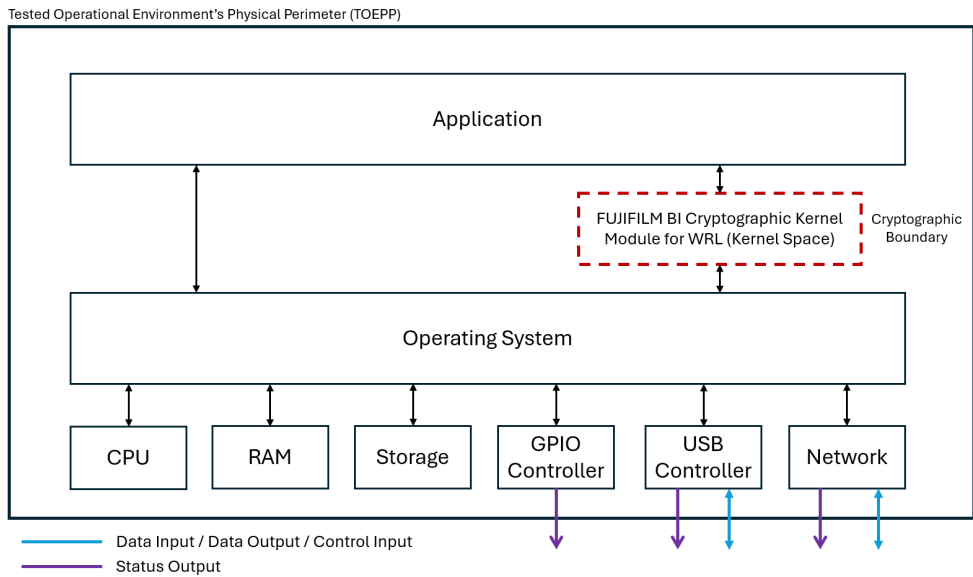 Tested Operational Environment's Physical Perimeter (TOEPP)
Application
FUJIFILM BI Cryptographic Kernel
Module for WRL (Kernel Space)
Cryptographic
Boundary
Operating System
CPU
RAM
Storage
GPIO
Controller
USB
Controller
Network
Data Input / Data Output / Control Input
Status Output